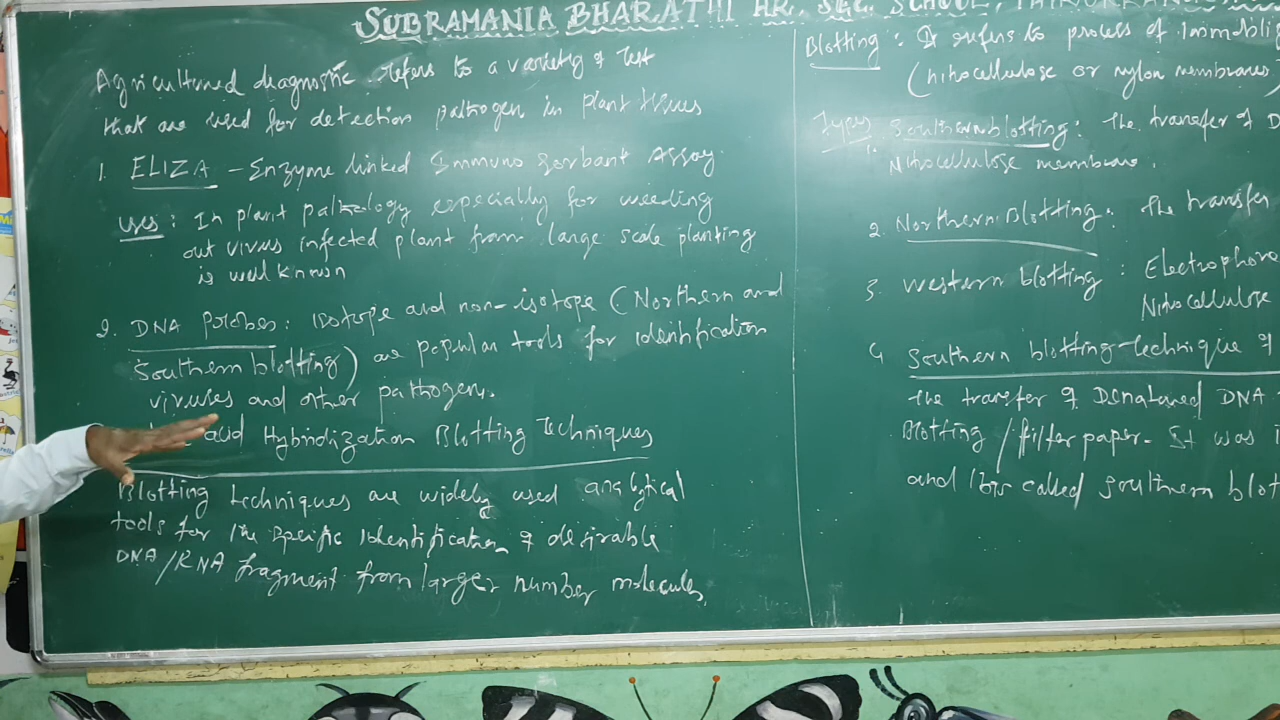 SUBRAMANIA BHARATHI HR. SEC. SCHOOL,
Agricultural diagnostic refers to a variety of Test
that are used for detection pathogen in plant tissues
1. ELIZA - Enzyme linked Immuno Sorbant Assay
Uses: In plant pathology especially for weeding
out virus infected plant from large scale planting
is well known
2. DNA Probes: Isotope and non-isotope (Northern and
Southern blotting) are popular tools for identification
viruses and other pathogen.
acid Hybridization Blotting Techniques
Blotting techniques are widely used analytical
tools for the specific identification of desirable
DNA/RNA fragment from larger number molecules,
Blotting: It refers to process of
(nitrocellulose or nylon membranes)
Types
1. Southern blotting: The transfer of
Nitrocellulose membrane.
2. Northern Blotting: The transfer
3. Western blotting:
Nitrocellulose
4 Southern blotting technique of
The transfer of Denatured DNA
Blotting/filter paper. It was
and called southern